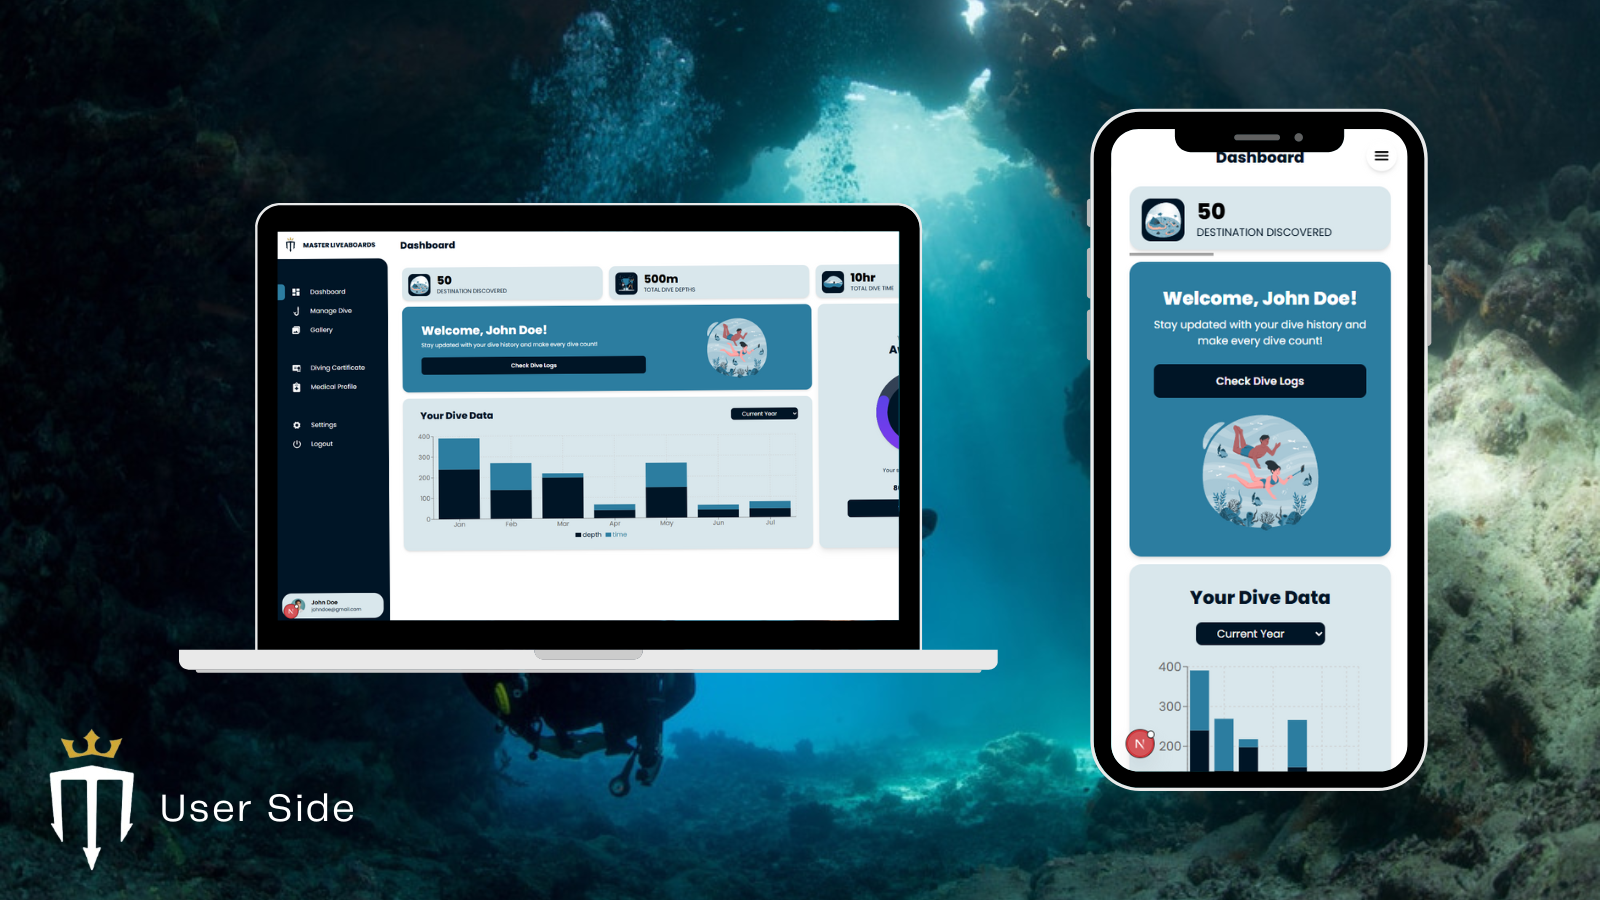 MASTER LIVEABOARDS
Dashboard
Manage Dive
Gallery
Diving Certificate
Medical Profile
Settings
Logout
John Doe
johndoe@gmail.com
N
Dashboard
50
DESTINATION DISCOVERED
500m
TOTAL DIVE DEPTHS
10hr
TOTAL DIVE TIME
Welcome, John Doe!
Stay updated with your dive history and make every dive count!
Check Dive Logs
Your Dive Data
Current Year
400
300
200
100
0
Jan Feb Mar Apr May Jun Jul
depth time
Your
Dashboard
50
DESTINATION DISCOVERED
Welcome, John Doe!
Stay updated with your dive history and
make every dive count!
Check Dive Logs
Your Dive Data
Current Year
400
300
200
N
User Side